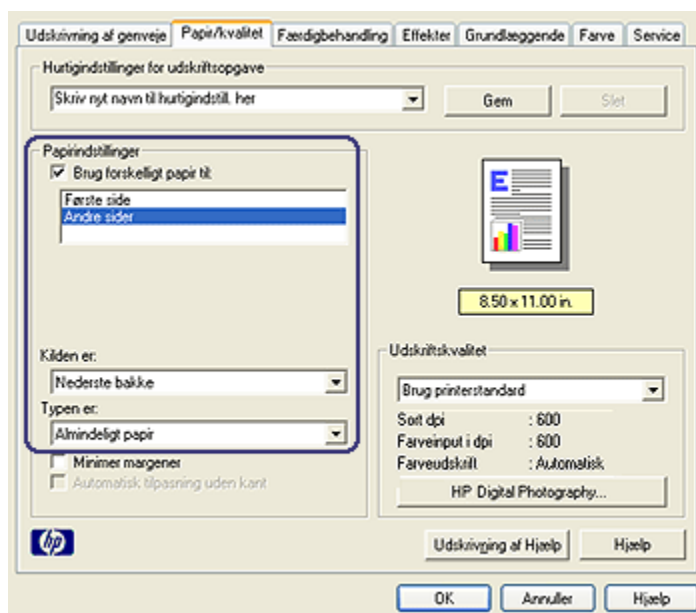 Udskrivning af genveje Papir/kvalitet Færdigbehandling Effekter Grundlæggende Farve Service
Hurtigindstillinger for udskriftsopgave
Skriv nyt navn til hurtigindstill. her Gem Slet
Papirindstillinger
Brug forskelligt papir til:
Første side
Andre sider
E
8.50 x 11.00 in.
Kilden er:
Nederste bakke
Typen er:
Almindeligt papir
Minimer margener
Automatisk tilpasning uden kant
Udskriftskvalitet
Brug printerstandard
Sort dpi : 600
Farveinput i dpi : 600
Farveudskrift : Automatisk
HP Digital Photography...
hp
Udskrivning af Hjælp Hjælp
OK Annuller Hjælp